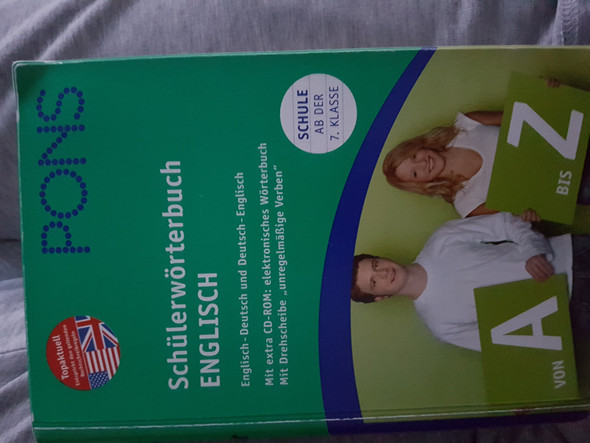 PONS
SCHULE
AB DER
7. KLASSE
Schülerwörterbuch
ENGLISCH
Englisch-Deutsch und Deutsch-Englisch
Mit extra CD-ROM: elektronisches Wörterbuch
Mit Drehscheibe „unregelmäßige Verben“
Topaktuell
VON
A
BIS
Z